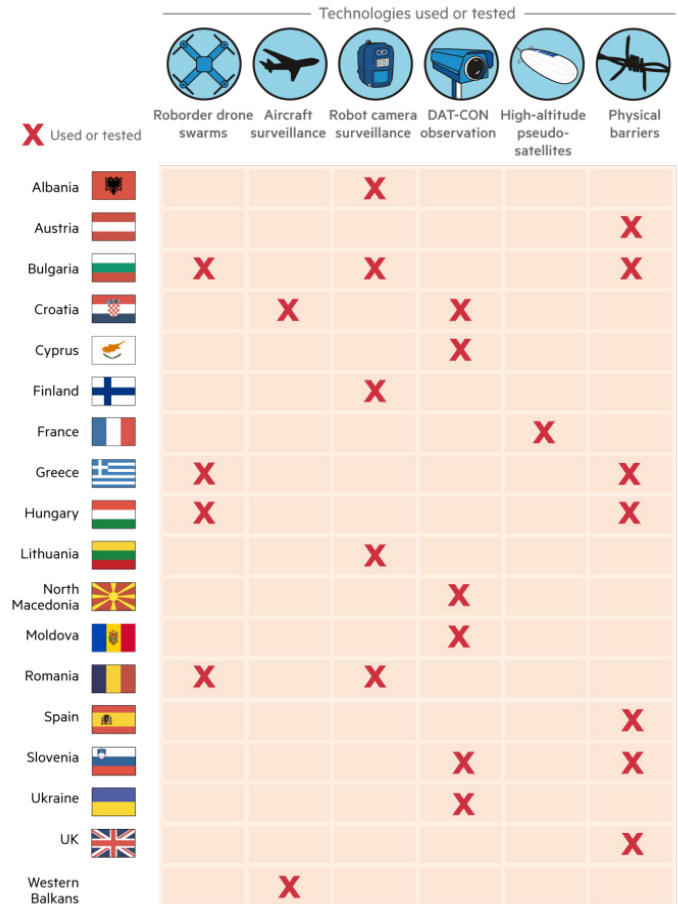 Technologies used or tested
Roborder drone swarms
Aircraft surveillance
Robot camera surveillance
DAT-CON observation
High-altitude pseudo-satellites
Physical barriers
X Used or tested
Albania X
Austria X
Bulgaria X X X
Croatia X X
Cyprus X
Finland X
France X
Greece X X
Hungary X X
Lithuania X
North Macedonia X
Moldova X
Romania X X
Spain X
Slovenia X X
Ukraine X
UK X
Western Balkans X